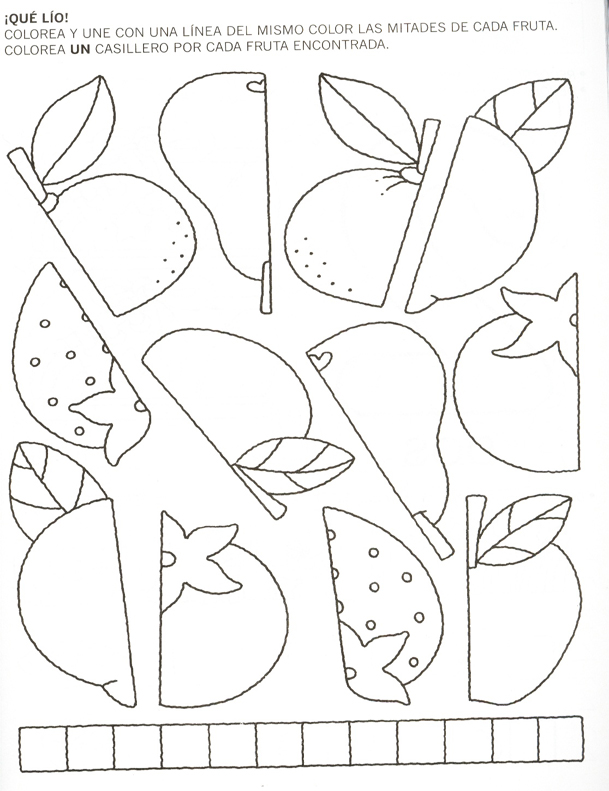 ¡QUÉ LÍO!
COLOREA Y UNE CON UNA LÍNEA DEL MISMO COLOR LAS MITADES DE CADA FRUTA.
COLOREA UN CASILLERO POR CADA FRUTA ENCONTRADA.